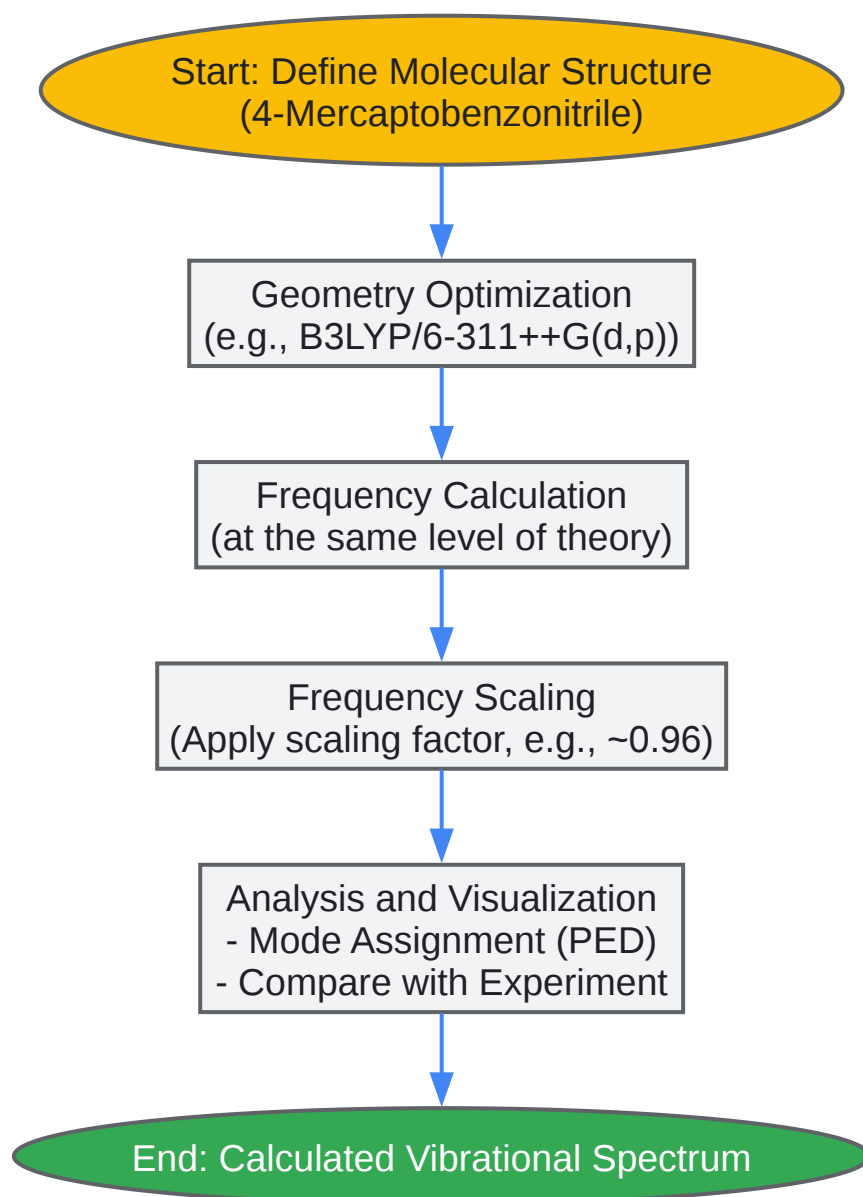 Start: Define Molecular Structure
(4-Mercaptobenzonitrile)
Geometry Optimization
(e.g., B3LYP/6-311++G(d,p))
Frequency Calculation
(at the same level of theory)
Frequency Scaling
(Apply scaling factor, e.g., ~0.96)
Analysis and Visualization
- Mode Assignment (PED)
- Compare with Experiment
End: Calculated Vibrational Spectrum